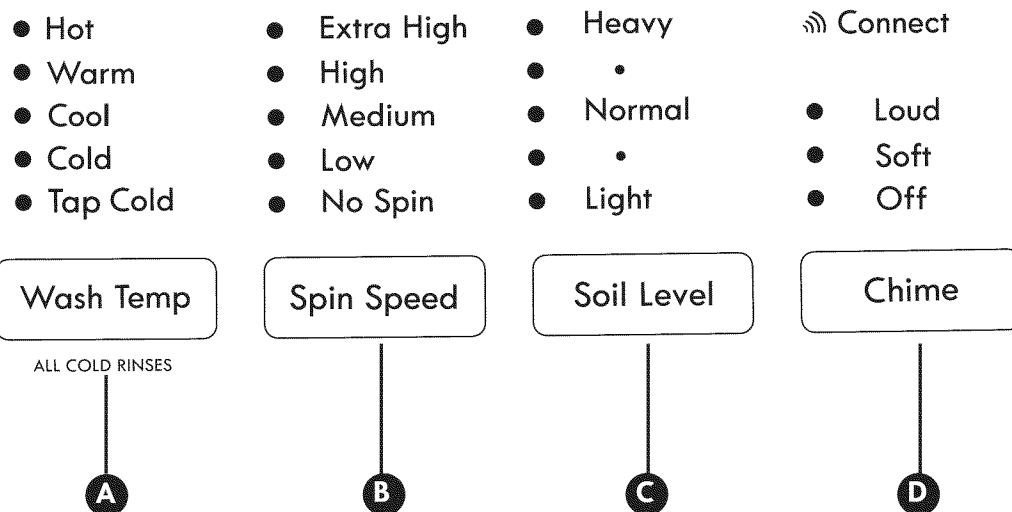 Hot
Warm
Cool
Cold
Tap Cold
Wash Temp
ALL COLD RINSES
A
Extra High
High
Medium
Low
No Spin
Spin Speed
B
Heavy
•
Normal
•
Light
Soil Level
C
Connect
Loud
Soft
Off
Chime
D